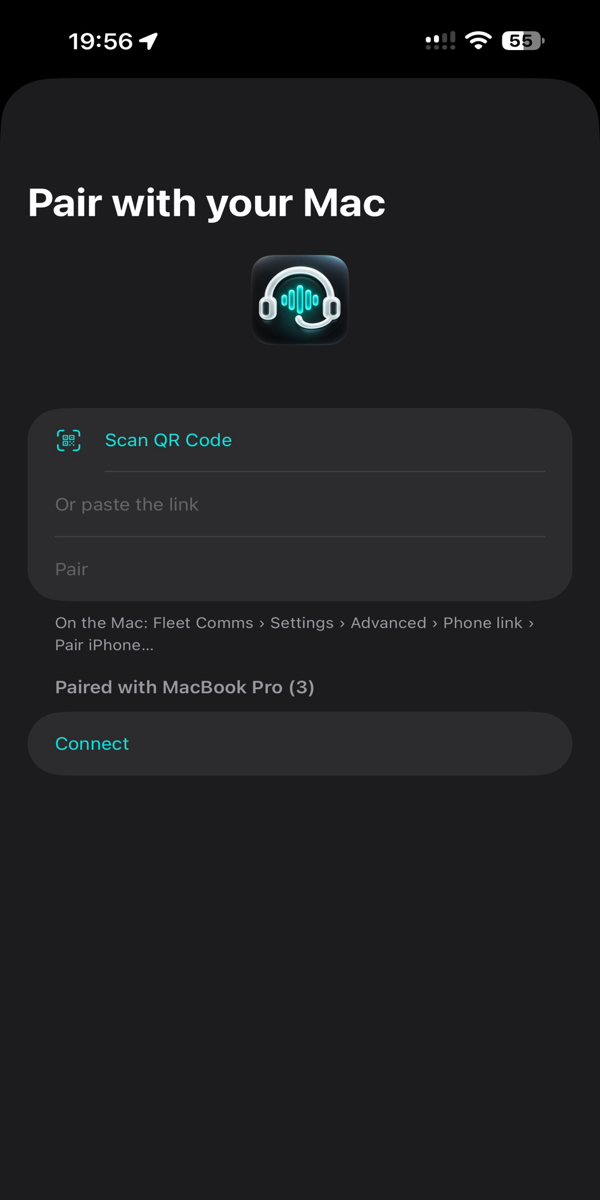 19:56
55
Pair with your Mac
Scan QR Code
Or paste the link
Pair
On the Mac: Fleet Comms › Settings › Advanced › Phone link ›
Pair iPhone...
Paired with MacBook Pro (3)
Connect